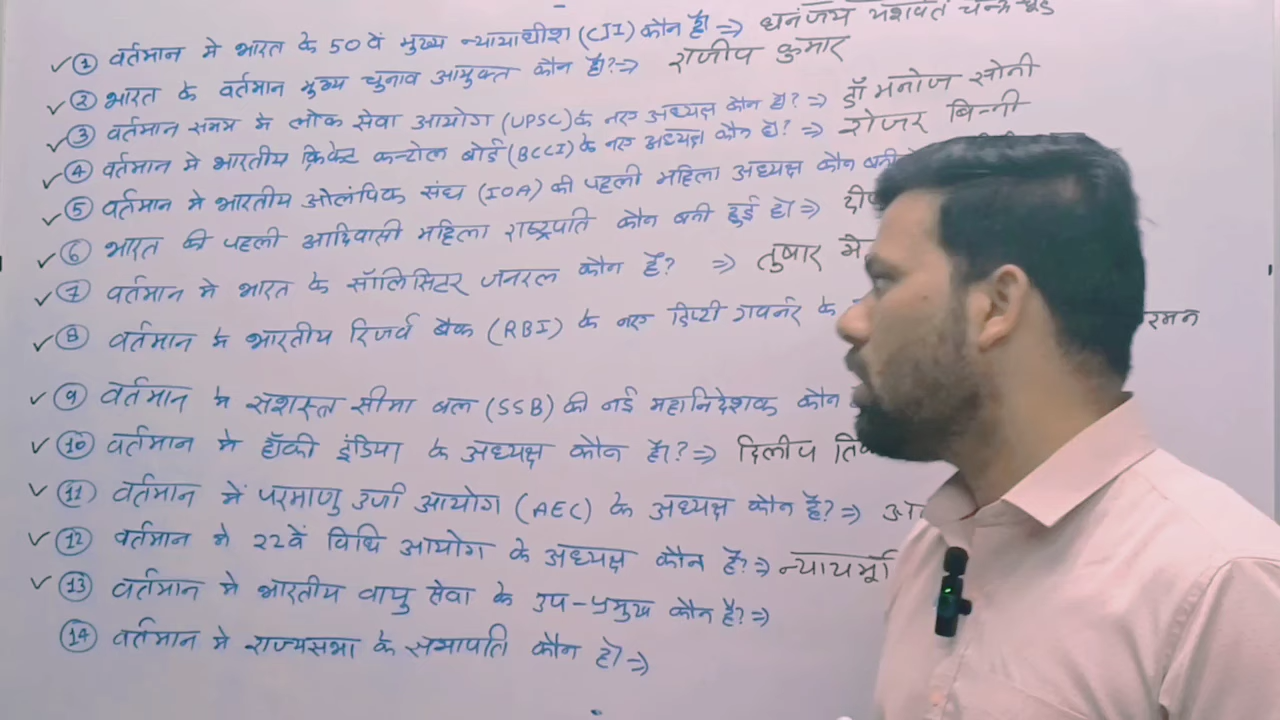 ✓ ① वर्तमान मे भारत के 50 वे मुख्य न्यायाधीश (CJI) कौन है? ⇒ धनंजय यशवंत चन्द्रचूड
✓ ② भारत के वर्तमान मुख्य चुनाव आयुक्त कौन है? ⇒ राजीव कुमार
✓ ③ वर्तमान समय मे लोक सेवा आयोग (UPSC) के नए अध्यक्ष कौन है? ⇒ डॉ मनोज सोनी
✓ ④ वर्तमान मे भारतीय क्रिकेट कन्ट्रोल बोर्ड (BCCI) के नए अध्यक्ष कौन है? ⇒ रोजर बिन्नी
✓ ⑤ वर्तमान मे भारतीय ओलंपिक संघ (IOA) की पहली महिला अध्यक्ष कौन बनी
✓ ⑥ भारत की पहली आदिवासी महिला राष्ट्रपति कौन बनी हुई है ⇒
✓ ⑦ वर्तमान मे भारत के सॉलिसिटर जनरल कौन है? ⇒ तुषार
✓ ⑧ वर्तमान मे भारतीय रिजर्व बैंक (RBI) के नए डिप्टी गवर्नर के रमन
✓ ⑨ वर्तमान मे सशस्त्र सीमा बल (SSB) की नई महानिदेशक कौन
✓ ⑩ वर्तमान मे हॉकी इंडिया के अध्यक्ष कौन है? ⇒ दिलीप
✓ ⑪ वर्तमान में परमाणु उर्जा आयोग (AEC) के अध्यक्ष कौन है? ⇒
✓ ⑫ वर्तमान मे 22वें विधि आयोग के अध्यक्ष कौन है? ⇒ न्यायमूर्ति
✓ ⑬ वर्तमान मे भारतीय वायु सेवा के उप-प्रमुख कौन है? ⇒
⑭ वर्तमान मे राज्यसभा के सभापति कौन है ⇒